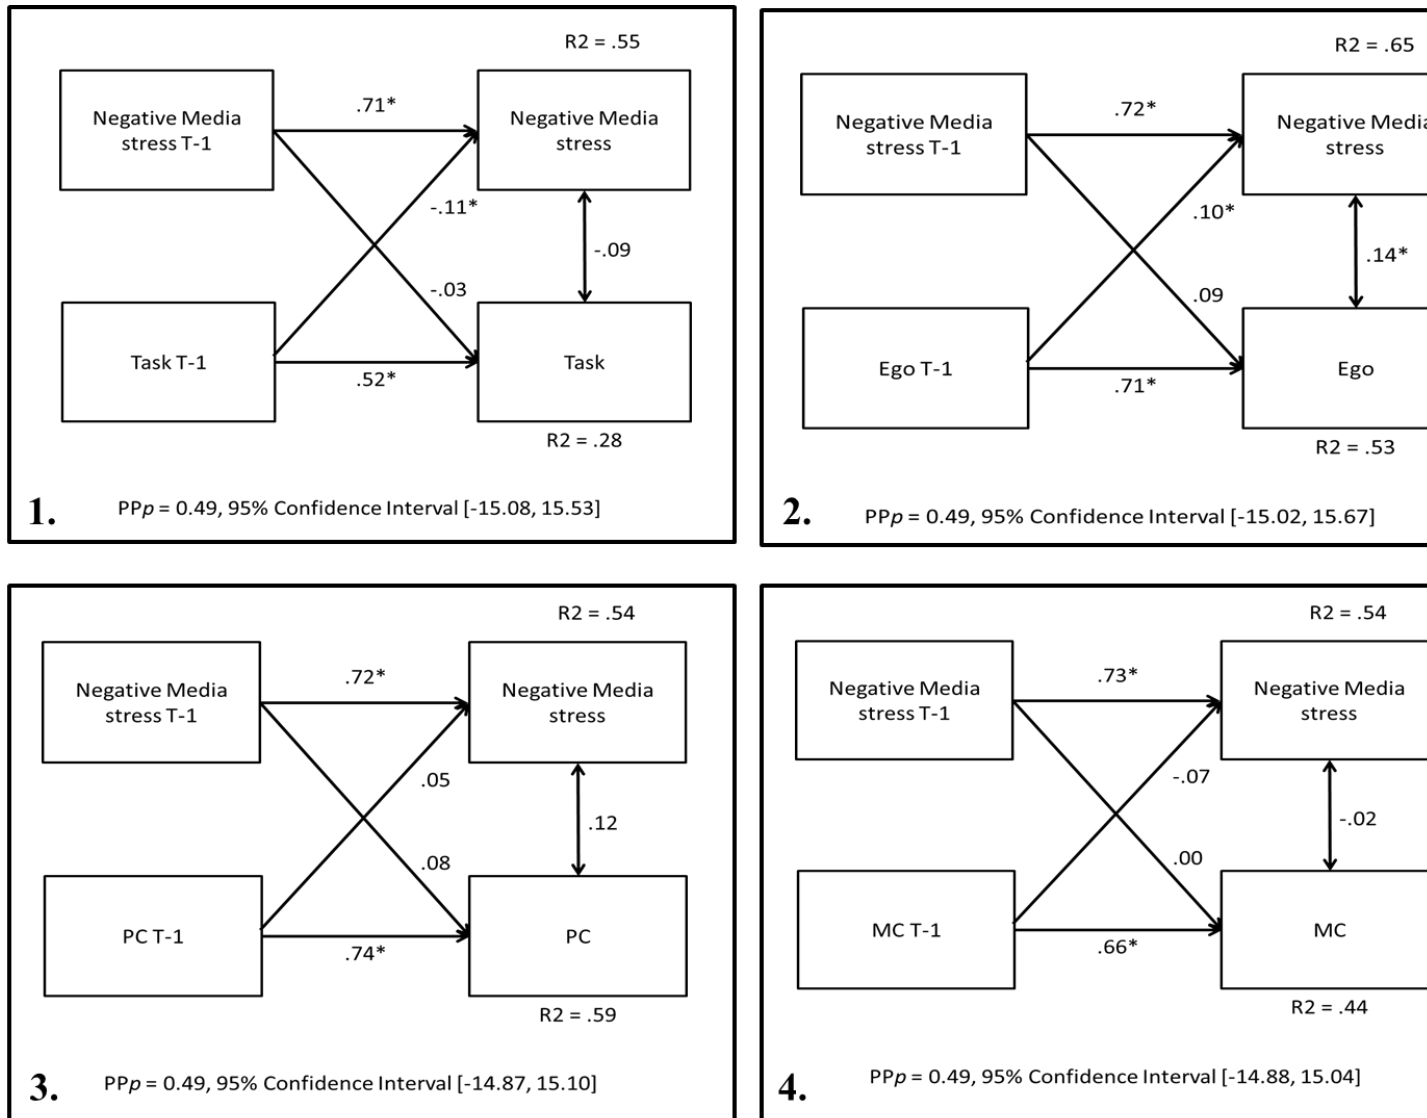 R2 = .55
Negative Media
stress T-1
.71*
Negative Media
stress
-.11*
-.09
-.03
Task T-1
.52*
Task
R2 = .28
1.
PPp = 0.49, 95% Confidence Interval [-15.08, 15.53]
R2 = .65
Negative Media
stress T-1
.72*
Negative Media
stress
.10*
.14*
.09
Ego T-1
.71*
Ego
R2 = .53
2.
PPp = 0.49, 95% Confidence Interval [-15.02, 15.67]
R2 = .54
Negative Media
stress T-1
.72*
Negative Media
stress
.05
.12
.08
PC T-1
.74*
PC
R2 = .59
3.
PPp = 0.49, 95% Confidence Interval [-14.87, 15.10]
R2 = .54
Negative Media
stress T-1
.73*
Negative Media
stress
-.07
-.02
.00
MC T-1
.66*
MC
R2 = .44
4.
PPp = 0.49, 95% Confidence Interval [-14.88, 15.04]